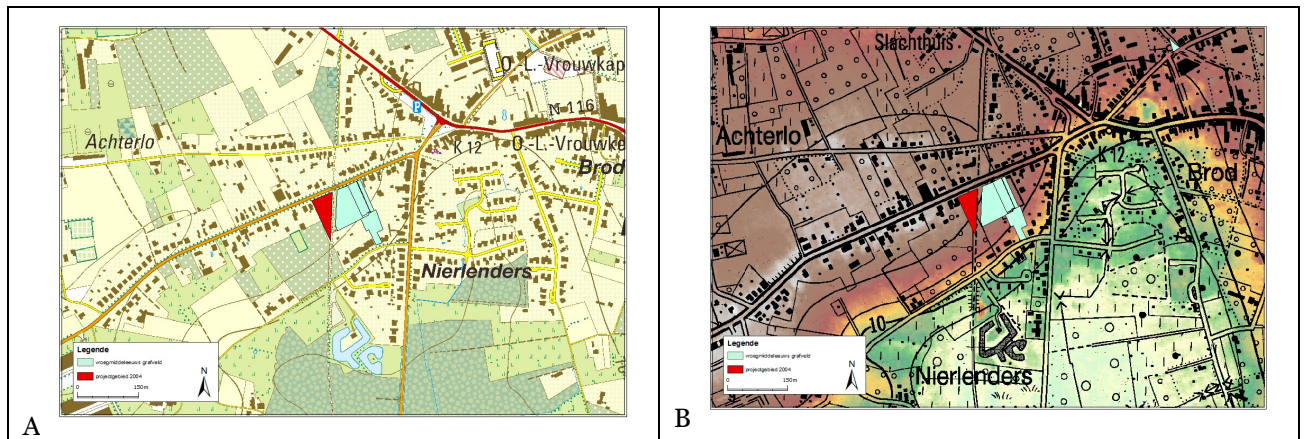 O.-L.-Vrouwkap
P
N 116
Achterlo
K 12
O.-L.-Vrouwke
Brod
Nierlenders
Legende
vroegmiddeleeuws grafveld
projectgebied 2004
0 150m
N
A
Slachthuis
Achterlo
K 12
Brod
10
Nierlenders
Legende
vroegmiddeleeuws grafveld
projectgebied 2004
0 150m
N
B